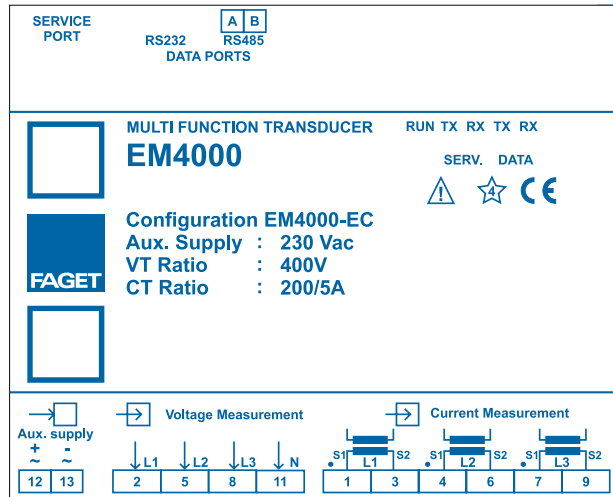 SERVICE
PORT
A B
RS232 RS485
DATA PORTS
MULTI FUNCTION TRANSDUCER
EM4000
RUN TX RX TX RX
SERV. DATA
! 4 CE
Configuration EM4000-EC
Aux. Supply : 230 Vac
VT Ratio : 400V
CT Ratio : 200/5A
FAGET
Aux. supply
+ -
~ ~
12 13
Voltage Measurement
L1 L2 L3 N
2 5 8 11
Current Measurement
S1 L1 S2 S1 L2 S2 S1 L3 S2
1 3 4 6 7 9